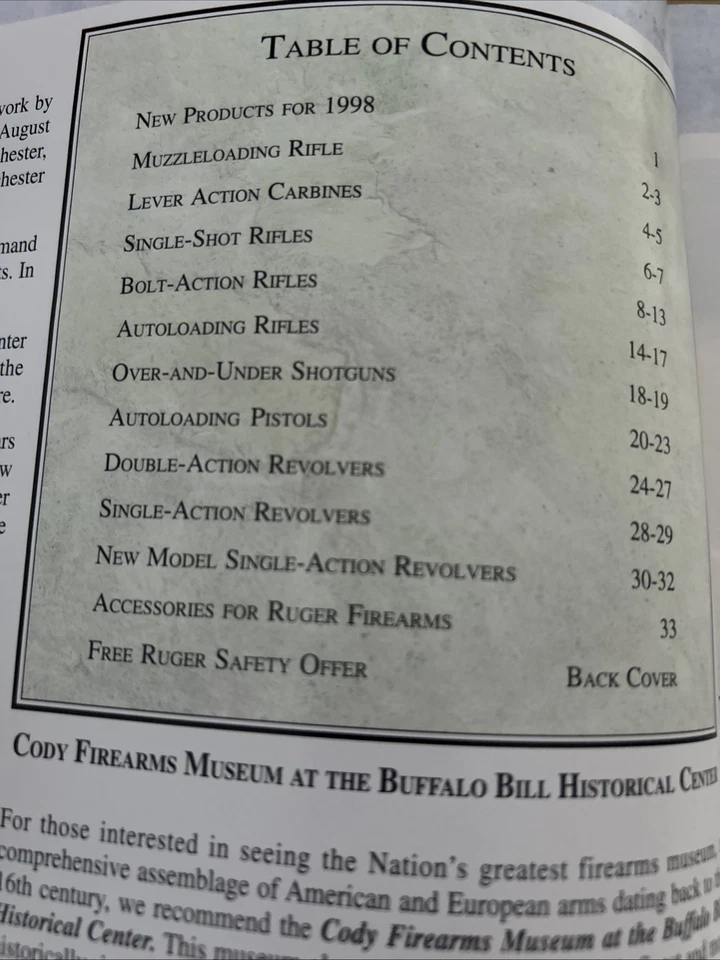 work by
August
hester,
hester
mand
s. In
nter
the
re.
rs
w
er
e
TABLE OF CONTENTS
NEW PRODUCTS FOR 1998 1
MUZZLELOADING RIFLE 2-3
LEVER ACTION CARBINES 4-5
SINGLE-SHOT RIFLES 6-7
BOLT-ACTION RIFLES 8-13
AUTOLOADING RIFLES 14-17
OVER-AND-UNDER SHOTGUNS 18-19
AUTOLOADING PISTOLS 20-23
DOUBLE-ACTION REVOLVERS 24-27
SINGLE-ACTION REVOLVERS 28-29
NEW MODEL SINGLE-ACTION REVOLVERS 30-32
ACCESSORIES FOR RUGER FIREARMS 33
FREE RUGER SAFETY OFFER BACK COVER
CODY FIREARMS MUSEUM AT THE BUFFALO BILL HISTORICAL CENTER
For those interested in seeing the Nation's greatest firearms museum,
comprehensive assemblage of American and European arms dating back to
16th century, we recommend the Cody Firearms Museum at the Buffalo
Historical Center. This